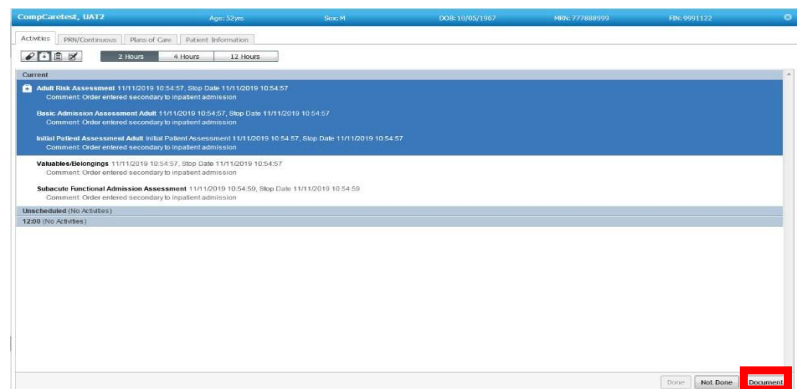 CompCaretest, UAT2 Age: 52yrs Sex: M DOB: 10/05/1967 MRN: 777888999 FIN: 9991122
Activities PRN/Continuous Plans of Care Patient Information
2 Hours 4 Hours 12 Hours
Current
Adult Risk Assessment 11/11/2019 10:54:57, Stop Date 11/11/2019 10:54:57
Comment: Order entered secondary to inpatient admission
Basic Admission Assessment Adult 11/11/2019 10:54:57, Stop Date 11/11/2019 10:54:57
Comment: Order entered secondary to inpatient admission
Initial Patient Assessment Adult Initial Patient Assessment 11/11/2019 10:54:57, Stop Date 11/11/2019 10:54:57
Comment: Order entered secondary to inpatient admission
Valuables/Belongings 11/11/2019 10:54:57, Stop Date 11/11/2019 10:54:57
Comment: Order entered secondary to inpatient admission
Subacute Functional Admission Assessment 11/11/2019 10:54:59, Stop Date 11/11/2019 10:54:59
Comment: Order entered secondary to inpatient admission
Unscheduled (No Activities)
12:00 (No Activities)
Done Not Done Document